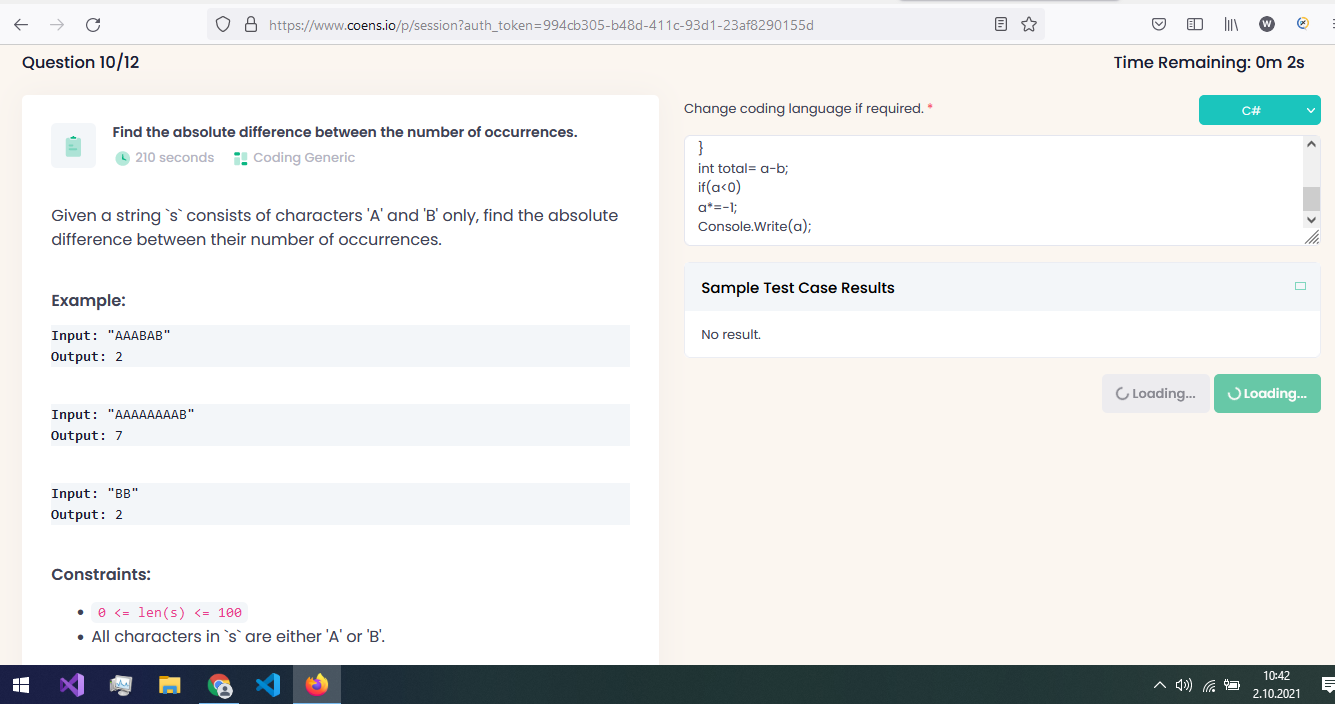 https://www.coens.io/p/session?auth_token=994cb305-b48d-411c-93d1-23af8290155d
W
Question 10/12
Time Remaining: 0m 2s
Find the absolute difference between the number of occurrences.
210 seconds
Coding Generic
Given a string `s` consists of characters 'A' and 'B' only, find the absolute
difference between their number of occurrences.
Example:
Input: "AAABAB"
Output: 2
Input: "AAAAAAAAB"
Output: 7
Input: "BB"
Output: 2
Constraints:
0 <= len(s) <= 100
All characters in `s` are either 'A' or 'B'.
Change coding language if required. *
C#
}
int total= a-b;
if(a<0)
a*=-1;
Console.Write(a);
Sample Test Case Results
No result.
Loading...
Loading...
10:42
2.10.2021